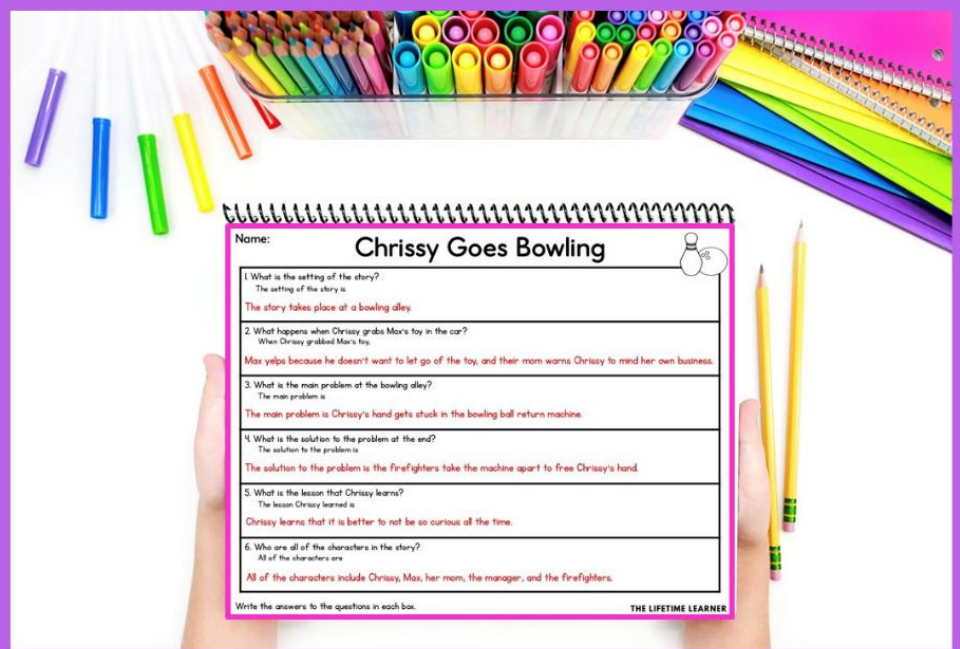 Name:
Chrissy Goes Bowling
1. What is the setting of the story?
The setting of the story is
The story takes place at a bowling alley.
2. What happens when Chrissy grabs Max's toy in the car?
When Chrissy grabbed Max's toy,
Max yelps because he doesn't want to let go of the toy, and their mom warns Chrissy to mind her own business.
3. What is the main problem at the bowling alley?
The main problem is
The main problem is Chrissy's hand gets stuck in the bowling ball return machine.
4. What is the solution to the problem at the end?
The solution to the problem is
The solution to the problem is the firefighters take the machine apart to free Chrissy's hand.
5. What is the lesson that Chrissy learns?
The lesson Chrissy learned is
Chrissy learns that it is better to not be so curious all the time.
6. Who are all of the characters in the story?
All of the characters are
All of the characters include Chrissy, Max, her mom, the manager, and the firefighters.
Write the answers to the questions in each box.
THE LIFETIME LEARNER